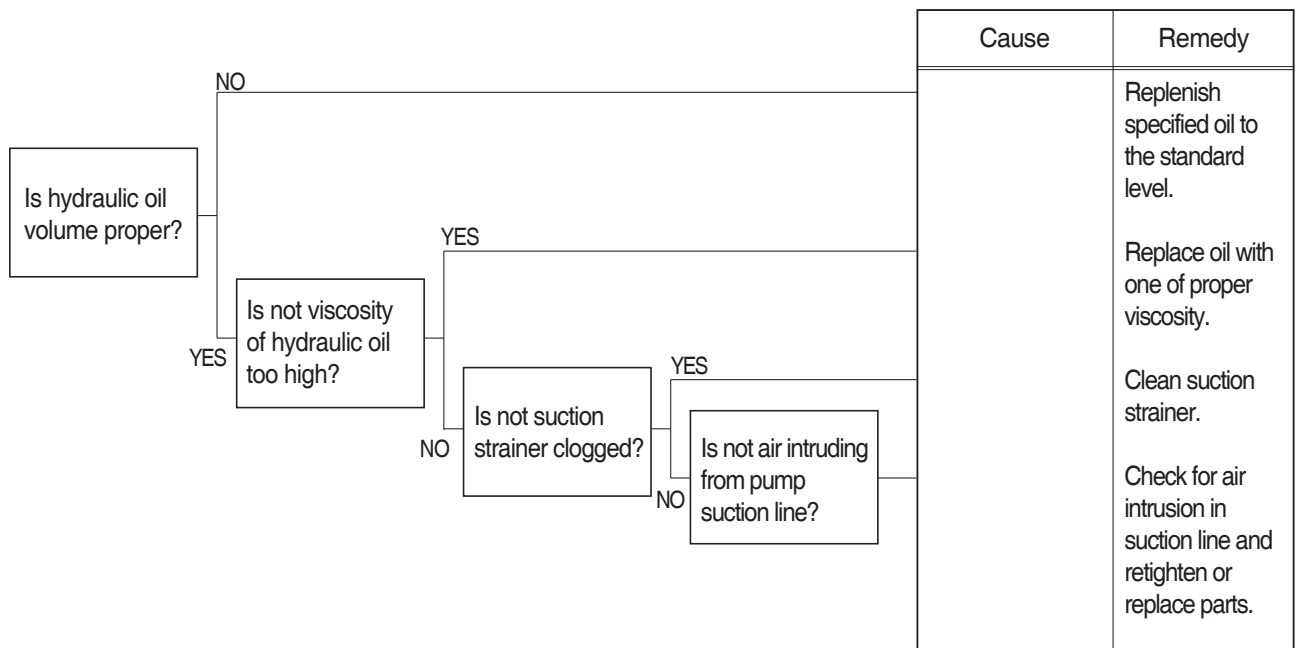 Cause
Remedy
NO
Replenish
specified oil to
the standard
level.
Is hydraulic oil
volume proper?
YES
Replace oil with
one of proper
viscosity.
Is not viscosity
of hydraulic oil
too high?
YES
YES
Clean suction
strainer.
Is not suction
strainer clogged?
NO
Is not air intruding
from pump
suction line?
NO
Check for air
intrusion in
suction line and
retighten or
replace parts.